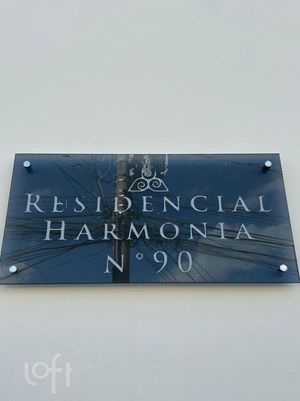 RESIDENCIAL
HARMONIA
N°90
loft